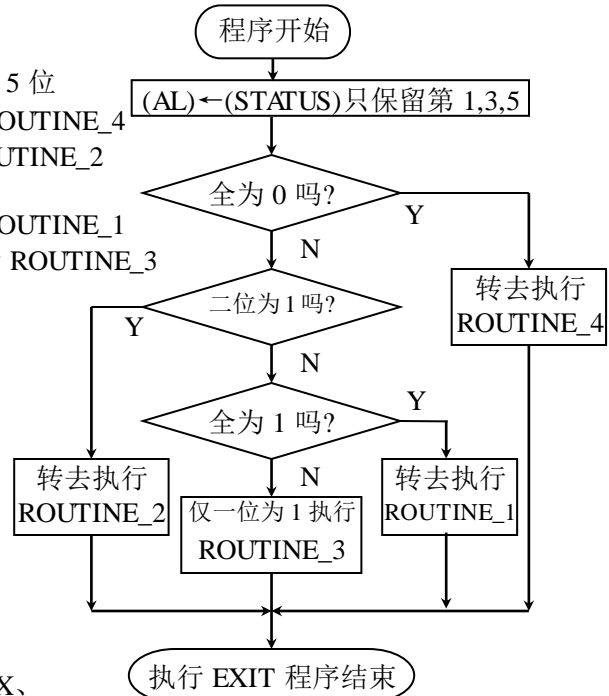 程序开始
5 位
(AL)←(STATUS)只保留第 1,3,5
OUTINE_4
UTINE_2
全为 0 吗?
Y
OUTINE_1
N
ROUTINE_3
转去执行
ROUTINE_4
二位为 1 吗?
Y
N
全为 1 吗?
Y
N
转去执行
ROUTINE_2
仅一位为 1 执行
ROUTINE_3
转去执行
ROUTINE_1
执行 EXIT 程序结束
X、